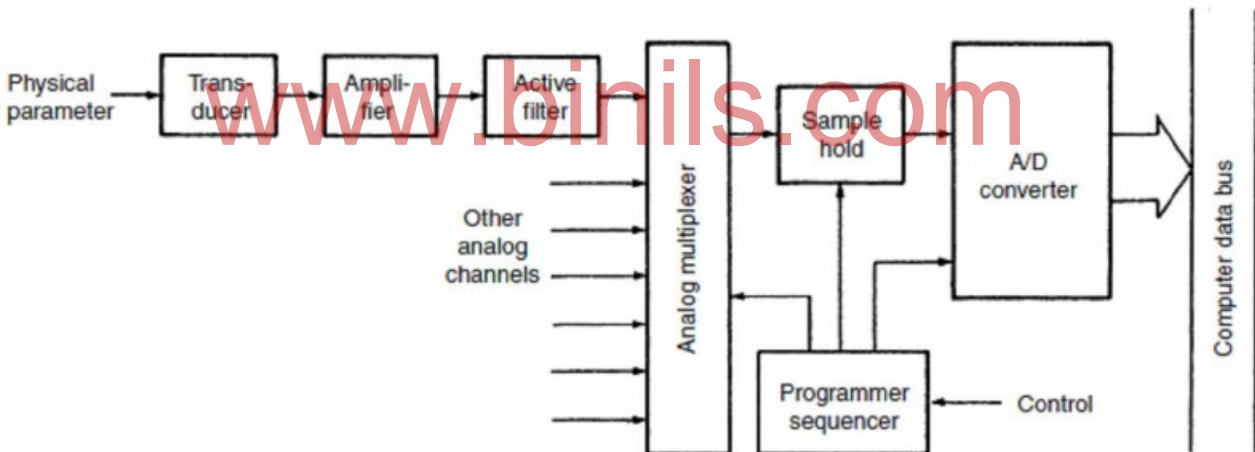 Physical
parameter
Trans-
ducer
Ampli-
fier
Active
filter
www.binils.com
Other
analog
channels
Analog multiplexer
Sample
hold
A/D
converter
Programmer
sequencer
Control
Computer data bus